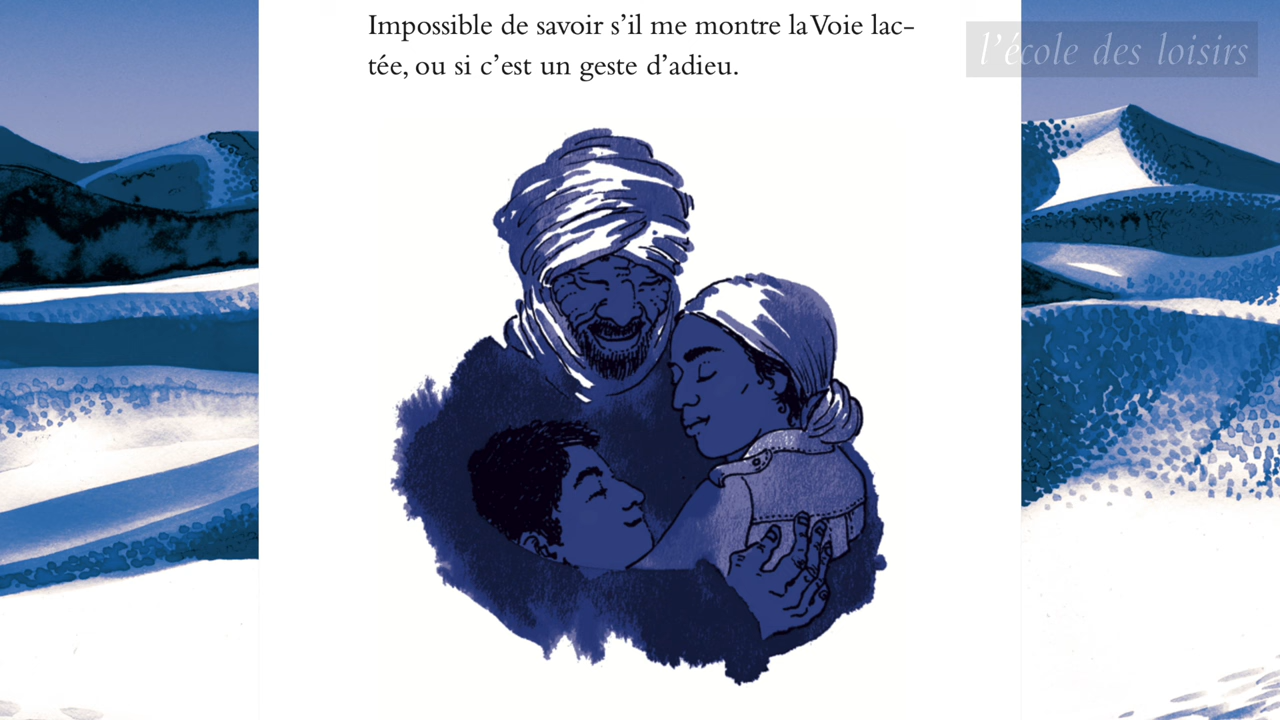 Impossible de savoir s’il me montre la Voie lac-
tée, ou si c’est un geste d’adieu.
l’école des loisirs